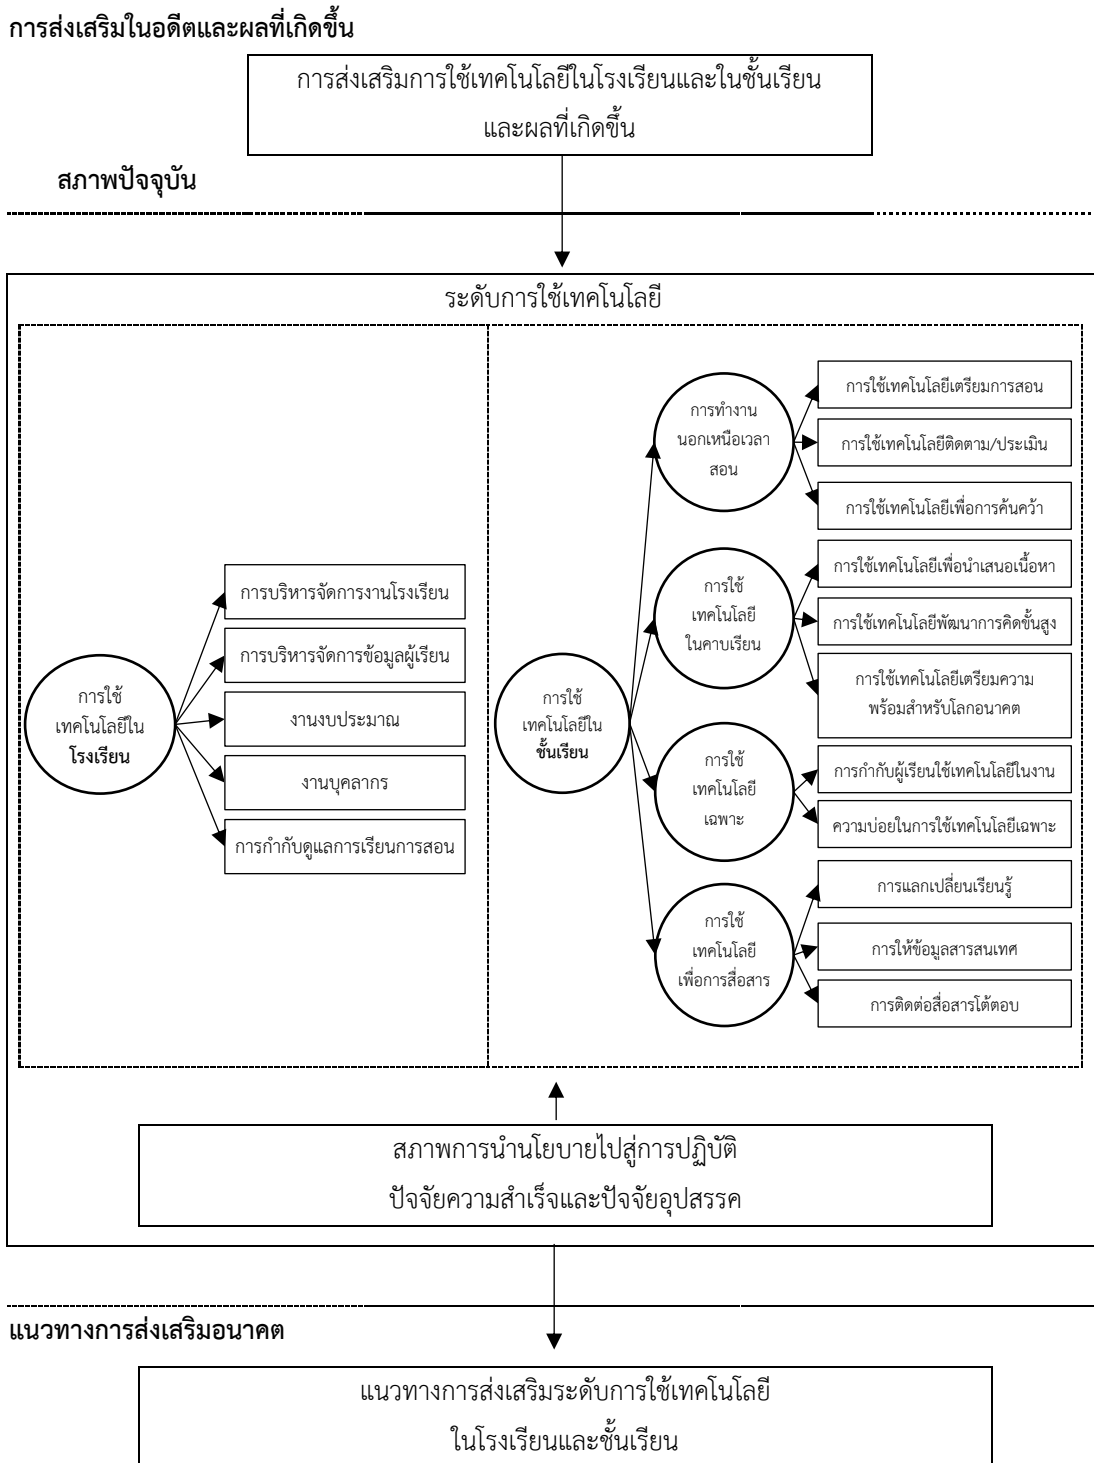 การส่งเสริมในอดีตและผลที่เกิดขึ้น
การส่งเสริมการใช้เทคโนโลยีในโรงเรียนและในชั้นเรียน
และผลที่เกิดขึ้น
สภาพปัจจุบัน
ระดับการใช้เทคโนโลยี
การใช้
เทคโนโลยีใน
โรงเรียน
การบริหารจัดการงานโรงเรียน
การบริหารจัดการข้อมูลผู้เรียน
งานงบประมาณ
งานบุคลากร
การกำกับดูแลการเรียนการสอน
การใช้
เทคโนโลยีใน
ชั้นเรียน
การทำงาน
นอกเหนือเวลา
สอน
การใช้เทคโนโลยีเตรียมการสอน
การใช้เทคโนโลยีติดตาม/ประเมิน
การใช้เทคโนโลยีเพื่อการค้นคว้า
การใช้
เทคโนโลยี
ในคาบเรียน
การใช้เทคโนโลยีเพื่อนำเสนอเนื้อหา
การใช้เทคโนโลยีพัฒนาการคิดขั้นสูง
การใช้เทคโนโลยีเตรียมความ
พร้อมสำหรับโลกอนาคต
การใช้
เทคโนโลยี
เฉพาะ
การกำกับผู้เรียนใช้เทคโนโลยีในงาน
ความบ่อยในการใช้เทคโนโลยีเฉพาะ
การใช้
เทคโนโลยี
เพื่อการสื่อสาร
การแลกเปลี่ยนเรียนรู้
การให้ข้อมูลสารสนเทศ
การติดต่อสื่อสารโต้ตอบ
สภาพการนำนโยบายไปสู่การปฏิบัติ
ปัจจัยความสำเร็จและปัจจัยอุปสรรค
แนวทางการส่งเสริมอนาคต
แนวทางการส่งเสริมระดับการใช้เทคโนโลยี
ในโรงเรียนและชั้นเรียน